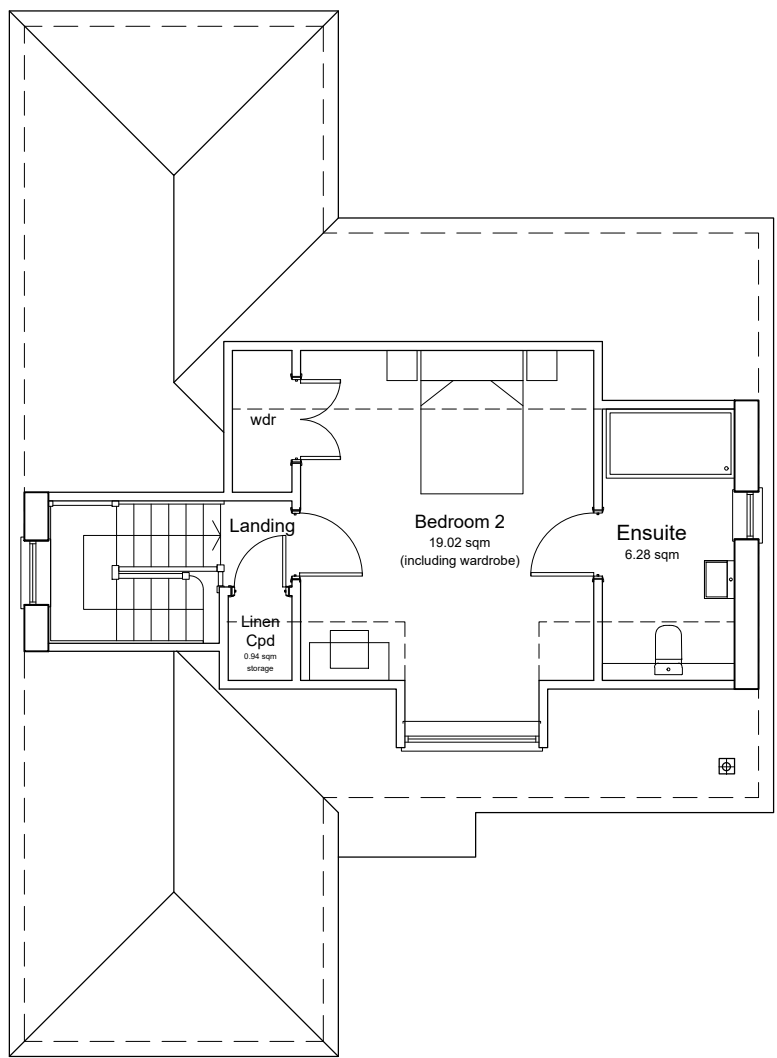 wdr
Landing
Bedroom 2
19.02 sqm
(including wardrobe)
Ensuite
6.28 sqm
Linen
Cpd
0.94 sqm
storage